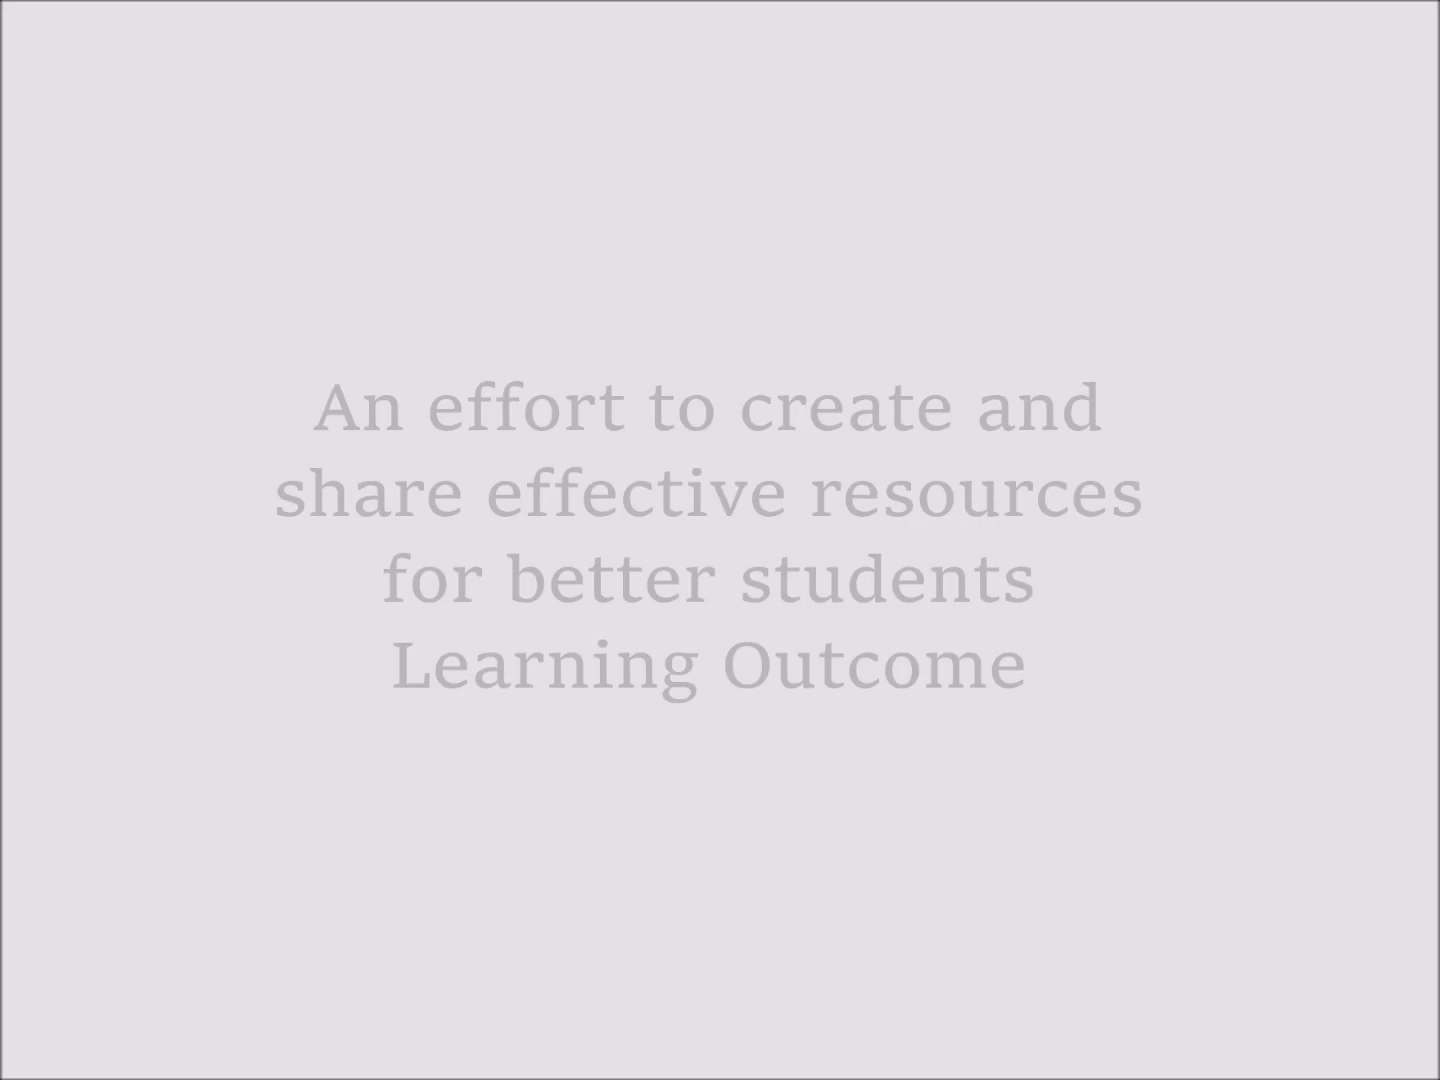 An effort to create and
share effective resources
for better students
Learning Outcome